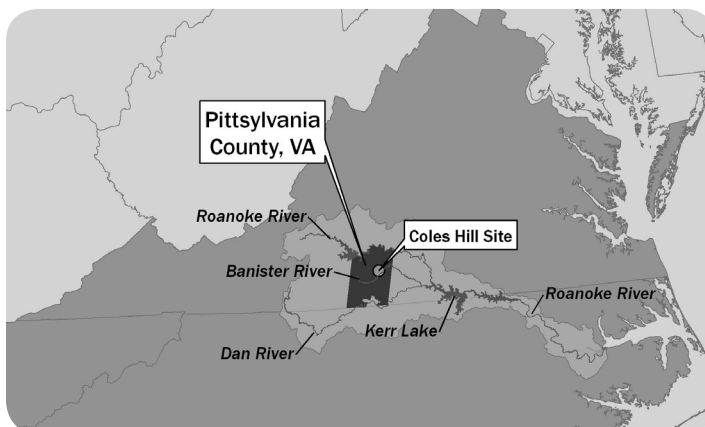 Pittsylvania
County, VA
Roanoke River
Coles Hill Site
Banister River
Roanoke River
Kerr Lake
Dan River